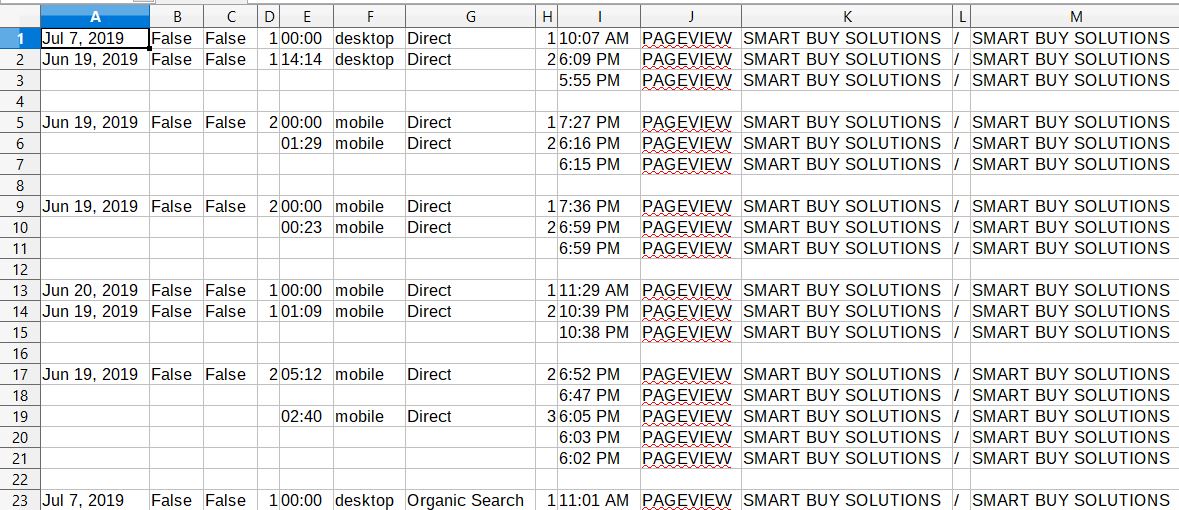 A B C D E F G H I J K L M
1 Jul 7, 2019 False False 1 00:00 desktop Direct 1 10:07 AM PAGEVIEW SMART BUY SOLUTIONS / SMART BUY SOLUTIONS
2 Jun 19, 2019 False False 1 14:14 desktop Direct 2 6:09 PM PAGEVIEW SMART BUY SOLUTIONS / SMART BUY SOLUTIONS
3 5:55 PM PAGEVIEW SMART BUY SOLUTIONS / SMART BUY SOLUTIONS
4
5 Jun 19, 2019 False False 2 00:00 mobile Direct 1 7:27 PM PAGEVIEW SMART BUY SOLUTIONS / SMART BUY SOLUTIONS
6 01:29 mobile Direct 2 6:16 PM PAGEVIEW SMART BUY SOLUTIONS / SMART BUY SOLUTIONS
7 6:15 PM PAGEVIEW SMART BUY SOLUTIONS / SMART BUY SOLUTIONS
8
9 Jun 19, 2019 False False 2 00:00 mobile Direct 1 7:36 PM PAGEVIEW SMART BUY SOLUTIONS / SMART BUY SOLUTIONS
10 00:23 mobile Direct 2 6:59 PM PAGEVIEW SMART BUY SOLUTIONS / SMART BUY SOLUTIONS
11 6:59 PM PAGEVIEW SMART BUY SOLUTIONS / SMART BUY SOLUTIONS
12
13 Jun 20, 2019 False False 1 00:00 mobile Direct 1 11:29 AM PAGEVIEW SMART BUY SOLUTIONS / SMART BUY SOLUTIONS
14 Jun 19, 2019 False False 1 01:09 mobile Direct 2 10:39 PM PAGEVIEW SMART BUY SOLUTIONS / SMART BUY SOLUTIONS
15 10:38 PM PAGEVIEW SMART BUY SOLUTIONS / SMART BUY SOLUTIONS
16
17 Jun 19, 2019 False False 2 05:12 mobile Direct 2 6:52 PM PAGEVIEW SMART BUY SOLUTIONS / SMART BUY SOLUTIONS
18 6:47 PM PAGEVIEW SMART BUY SOLUTIONS / SMART BUY SOLUTIONS
19 02:40 mobile Direct 3 6:05 PM PAGEVIEW SMART BUY SOLUTIONS / SMART BUY SOLUTIONS
20 6:03 PM PAGEVIEW SMART BUY SOLUTIONS / SMART BUY SOLUTIONS
21 6:02 PM PAGEVIEW SMART BUY SOLUTIONS / SMART BUY SOLUTIONS
22
23 Jul 7, 2019 False False 1 00:00 desktop Organic Search 1 11:01 AM PAGEVIEW SMART BUY SOLUTIONS / SMART BUY SOLUTIONS